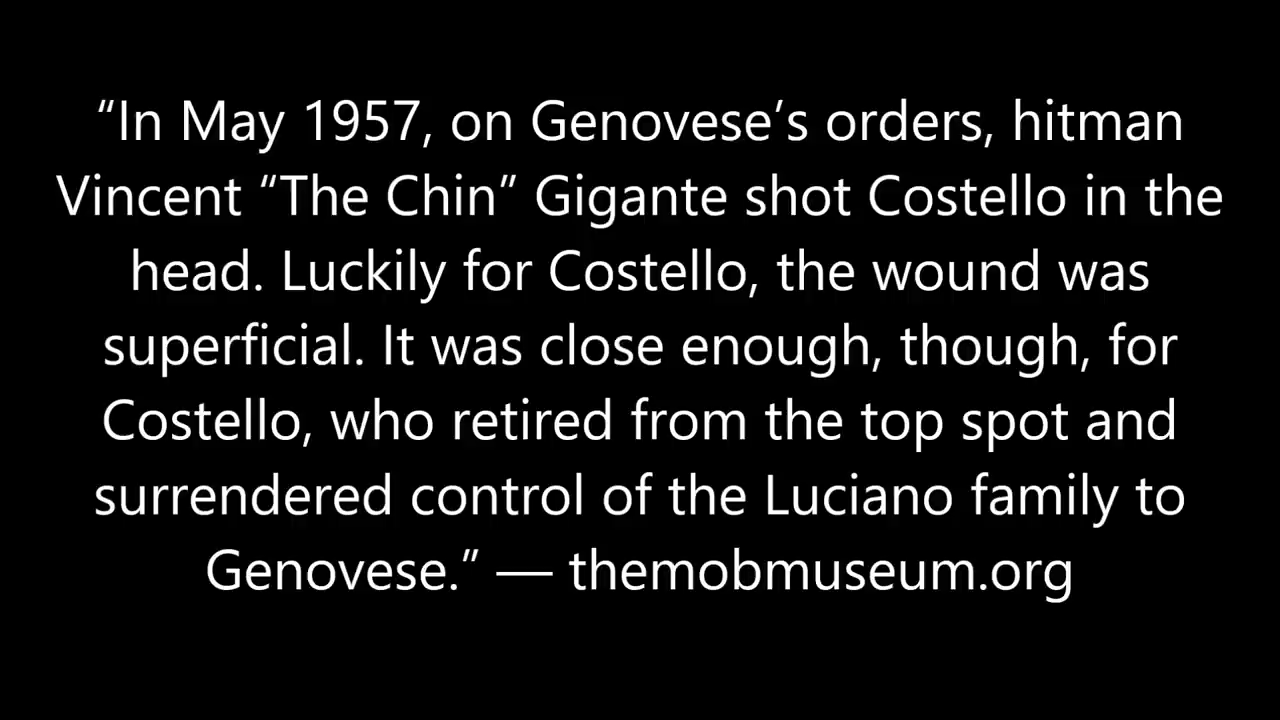 “In May 1957, on Genovese’s orders, hitman
Vincent “The Chin” Gigante shot Costello in the
head. Luckily for Costello, the wound was
superficial. It was close enough, though, for
Costello, who retired from the top spot and
surrendered control of the Luciano family to
Genovese.” — themobmuseum.org